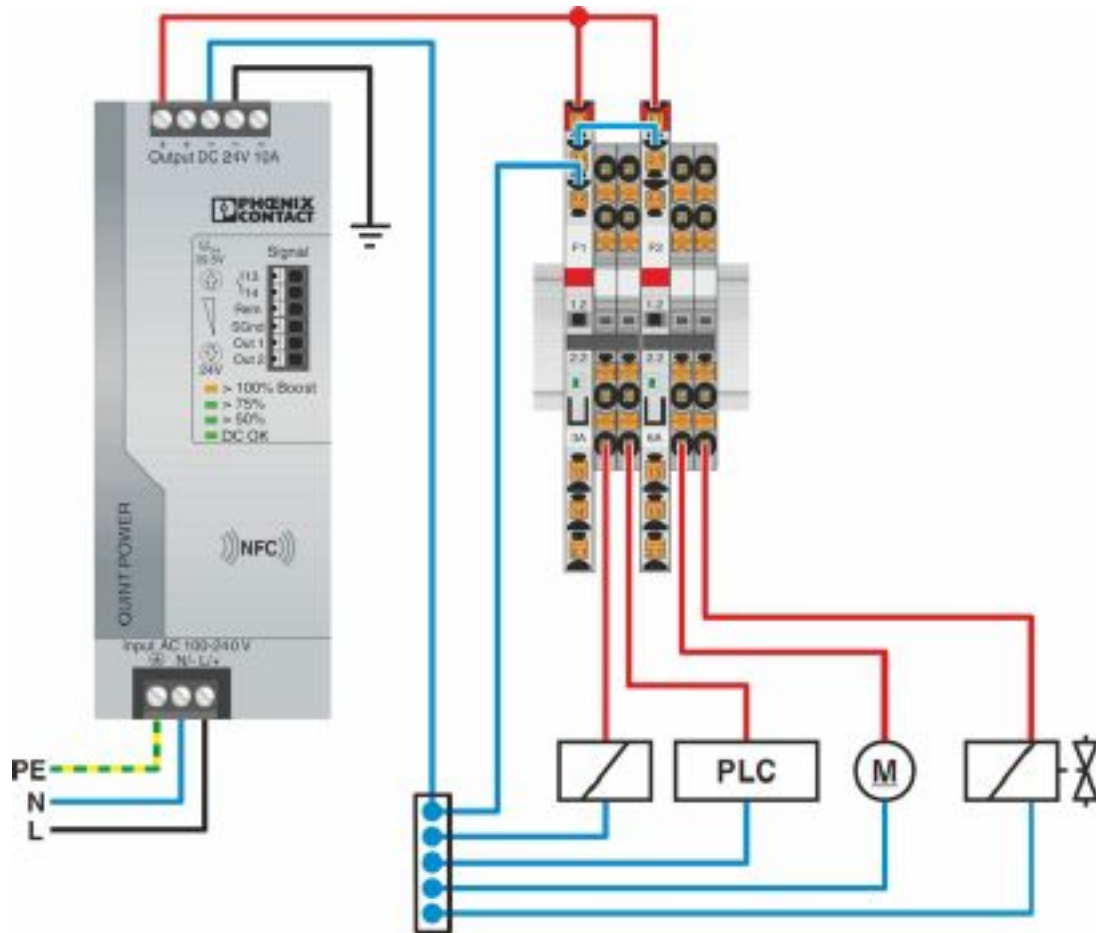 + + − − −
Output DC 24V 10A
PHŒNIX
CONTACT
Signal
13
14
Rem
SGnd
Out 1
Out 2
24V
> 100% Boost
> 75%
> 50%
DC OK
QUINT POWER
NFC
Input AC 100-240 V
N/- L/+
PE
N
L
F1 F2
1.2 1.2
2.2 2.2
3A 6A
PLC
M